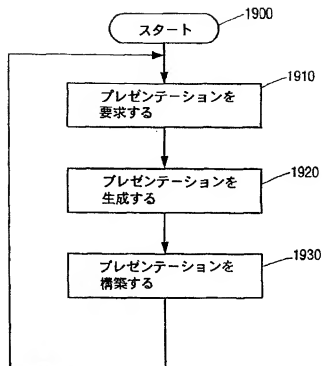 スタート
1900
プレゼンテーションを
要求する
1910
プレゼンテーションを
生成する
1920
プレゼンテーションを
構築する
1930